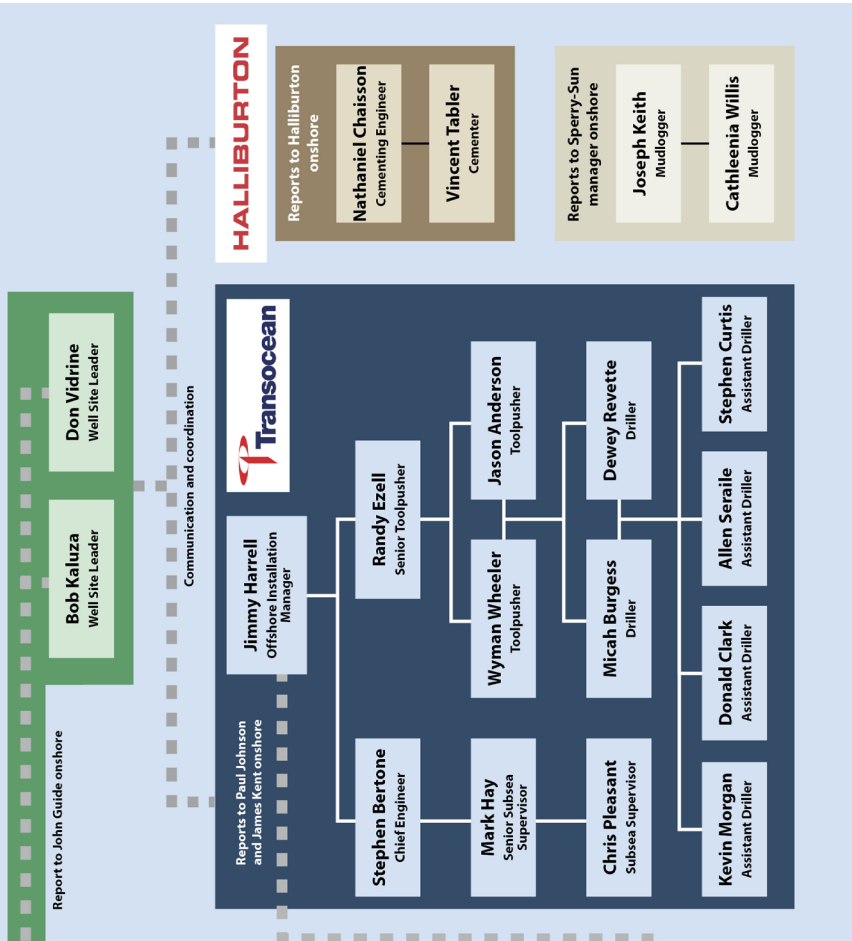 Report to John Guide onshore
Bob Kaluza
Well Site Leader
Don Vidrine
Well Site Leader
Communication and coordination
Reports to Paul Johnson
and James Kent onshore
Jimmy Harrell
Offshore Installation
Manager
Transocean
Stephen Bertone
Chief Engineer
Randy Ezell
Senior Toolpusher
Mark Hay
Senior Subsea
Supervisor
Wyman Wheeler
Toolpusher
Jason Anderson
Toolpusher
Chris Pleasant
Subsea Supervisor
Micah Burgess
Driller
Dewey Revette
Driller
Kevin Morgan
Assistant Driller
Donald Clark
Assistant Driller
Allen Seraile
Assistant Driller
Stephen Curtis
Assistant Driller
HALLIBURTON
Reports to Halliburton
onshore
Nathaniel Chaisson
Cementing Engineer
Vincent Tabler
Cementer
Reports to Sperry-Sun
manager onshore
Joseph Keith
Mudlogger
Cathleenia Willis
Mudlogger